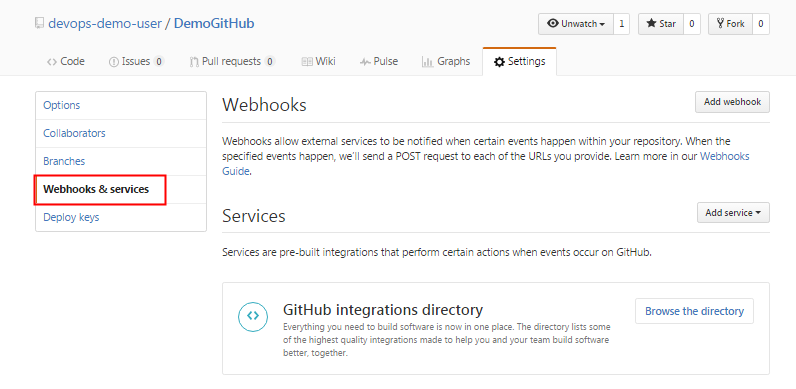 devops-demo-user / DemoGitHub
Unwatch 1 Star 0 Fork 0
Code Issues 0 Pull requests 0 Wiki Pulse Graphs Settings
Options
Collaborators
Branches
Webhooks & services
Deploy keys
Webhooks
Add webhook
Webhooks allow external services to be notified when certain events happen within your repository. When the
specified events happen, we'll send a POST request to each of the URLs you provide. Learn more in our Webhooks
Guide.
Services
Add service
Services are pre-built integrations that perform certain actions when events occur on GitHub.
GitHub integrations directory
Everything you need to build software is now in one place. The directory lists some
of the highest quality integrations made to help you and your team build software
better, together.
Browse the directory